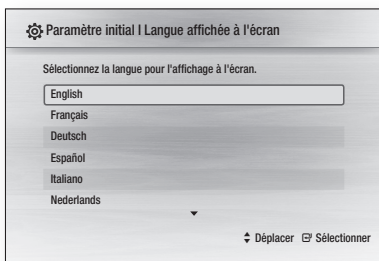 Paramètre initial I Langue affichée à l'écran
Sélectionnez la langue pour l'affichage à l'écran.
English
Français
Deutsch
Español
Italiano
Nederlands
Déplacer Sélectionner